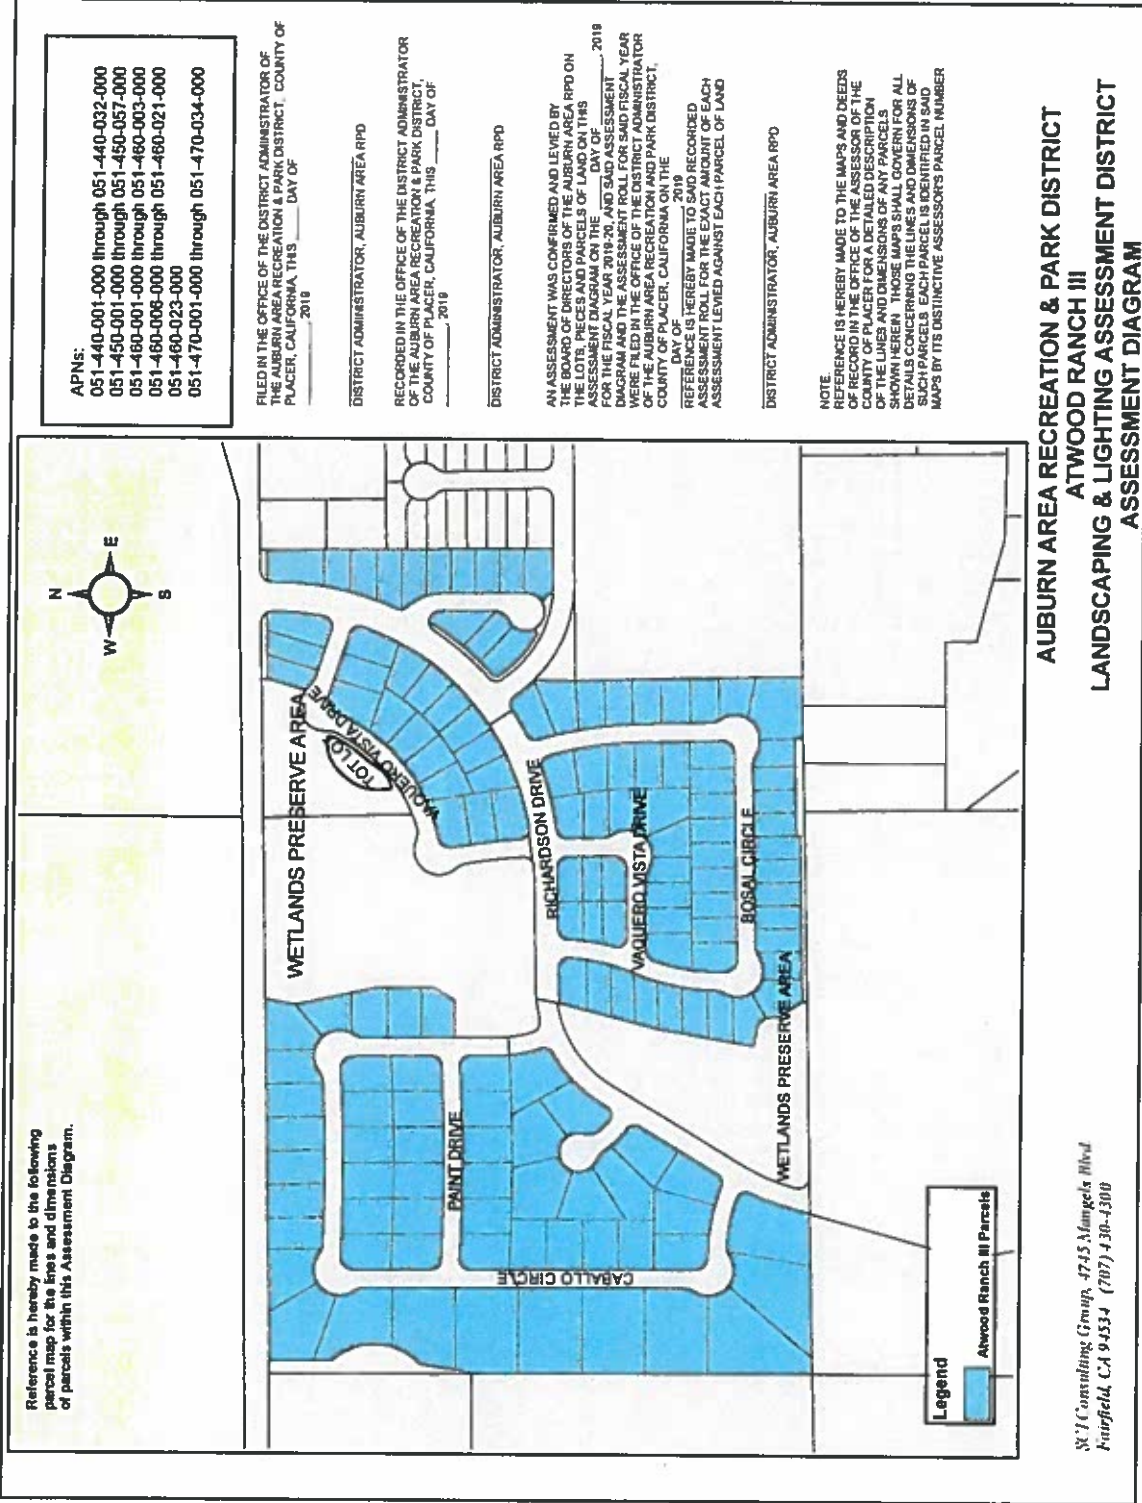 Reference is hereby made to the following
parcel map for the lines and dimensions
of parcels within this Assessment Diagram.
N
W
E
S
APNs:
051-440-001-000 through 051-440-032-000
051-450-001-000 through 051-450-057-000
051-460-001-000 through 051-460-003-000
051-460-006-000 through 051-460-021-000
051-460-023-000
051-470-001-000 through 051-470-034-000
FILED IN THE OFFICE OF THE DISTRICT ADMINISTRATOR OF
THE AUBURN AREA RECREATION & PARK DISTRICT, COUNTY OF
PLACER, CALIFORNIA, THIS ____ DAY OF
________, 2019
DISTRICT ADMINISTRATOR, AUBURN AREA RPD
RECORDED IN THE OFFICE OF THE DISTRICT ADMINISTRATOR
OF THE AUBURN AREA RECREATION & PARK DISTRICT,
COUNTY OF PLACER, CALIFORNIA, THIS ____ DAY OF
________, 2019
DISTRICT ADMINISTRATOR, AUBURN AREA RPD
AN ASSESSMENT WAS CONFIRMED AND LEVIED BY
THE BOARD OF DIRECTORS OF THE AUBURN AREA RPD ON
THE LOTS, PIECES AND PARCELS OF LAND ON THIS
ASSESSMENT DIAGRAM ON THE ____ DAY OF ________, 2019
FOR THE FISCAL YEAR 2019-20, AND SAID ASSESSMENT
DIAGRAM AND THE ASSESSMENT ROLL FOR SAID FISCAL YEAR
WERE FILED IN THE OFFICE OF THE DISTRICT ADMINISTRATOR
OF THE AUBURN AREA RECREATION AND PARK DISTRICT,
COUNTY OF PLACER, CALIFORNIA ON THE
____ DAY OF ________, 2019
REFERENCE IS HEREBY MADE TO SAID RECORDED
ASSESSMENT ROLL FOR THE EXACT AMOUNT OF EACH
ASSESSMENT LEVIED AGAINST EACH PARCEL OF LAND
DISTRICT ADMINISTRATOR, AUBURN AREA RPD
NOTE:
REFERENCE IS HEREBY MADE TO THE MAPS AND DEEDS
OF RECORD IN THE OFFICE OF THE ASSESSOR OF THE
COUNTY OF PLACER FOR A DETAILED DESCRIPTION
OF THE LINES AND DIMENSIONS OF ANY PARCELS
SHOWN HEREIN. THOSE MAPS SHALL GOVERN FOR ALL
DETAILS CONCERNING THE LINES AND DIMENSIONS OF
SUCH PARCELS. EACH PARCEL IS IDENTIFIED IN SAID
MAPS BY ITS DISTINCTIVE ASSESSOR'S PARCEL NUMBER
WETLANDS PRESERVE AREA
TOT LO
VAQUERO VISTA DRIVE
VAQUERO VISTA DRIVE
RICHARDSON DRIVE
VAQUERO VISTA DRIVE
BOSAL CIRCLE
WETLANDS PRESERVE AREA
WETLANDS PRESERVE AREA
PAINT DRIVE
CABALLO CIRCLE
Legend
Atwood Ranch III Parcels
SCI Consulting Group, 4745 Mangels Blvd
Fairfield, CA 94534 (707) 430-4300
AUBURN AREA RECREATION & PARK DISTRICT
ATWOOD RANCH III
LANDSCAPING & LIGHTING ASSESSMENT DISTRICT
ASSESSMENT DIAGRAM